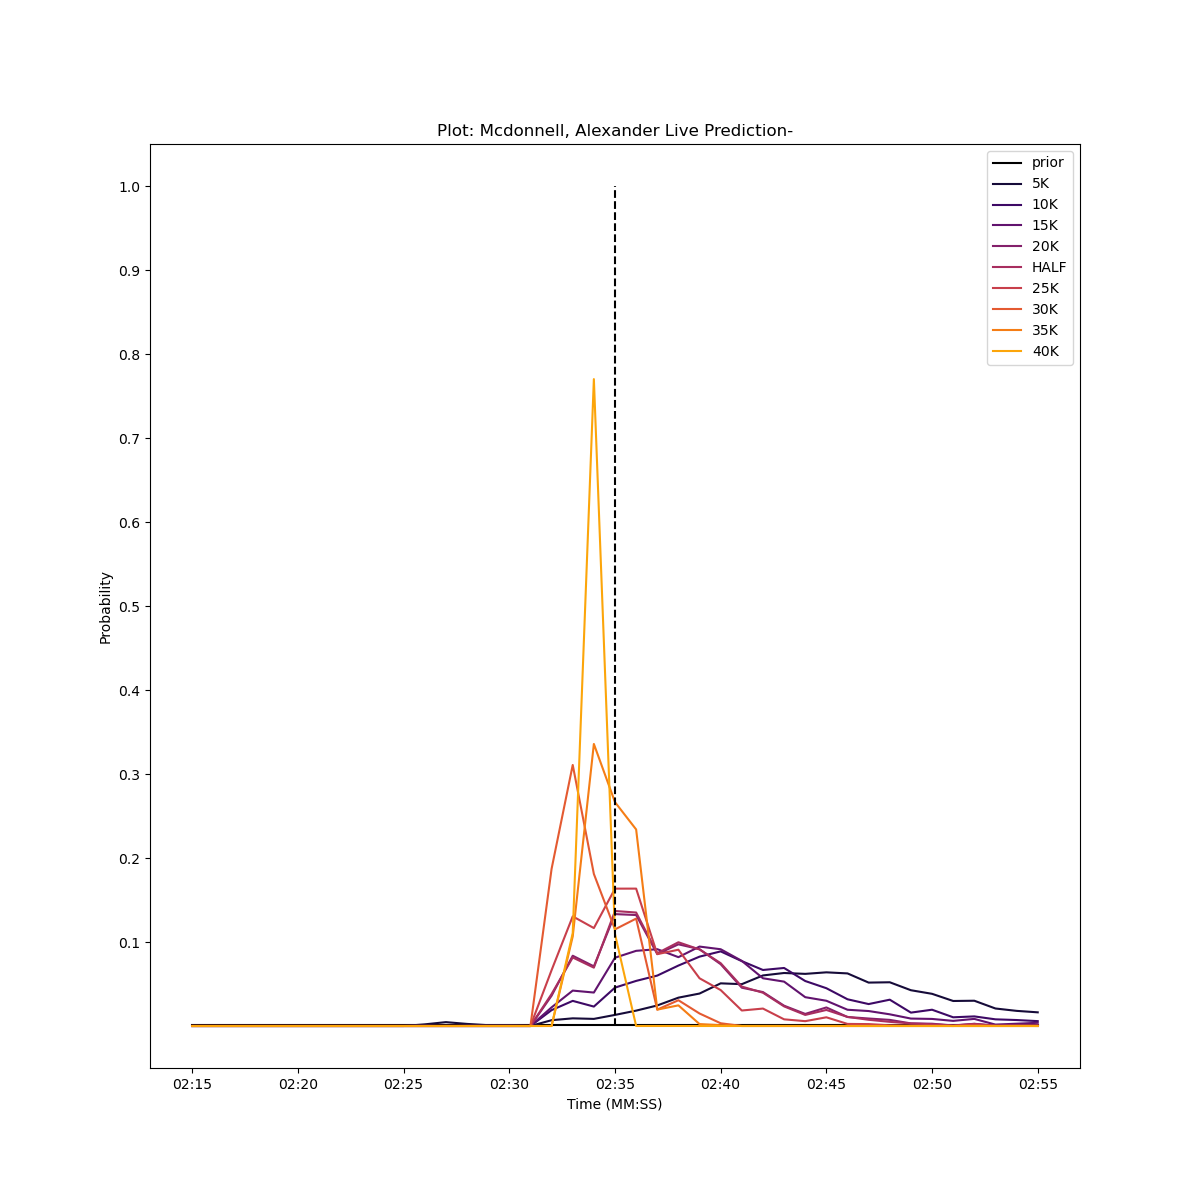 Plot: Mcdonnell, Alexander Live Prediction-
prior
5K
10K
15K
20K
HALF
25K
30K
35K
40K
1.0
0.9
0.8
0.7
0.6
0.5
0.4
0.3
0.2
0.1
Probability
02:15 02:20 02:25 02:30 02:35 02:40 02:45 02:50 02:55
Time (MM:SS)